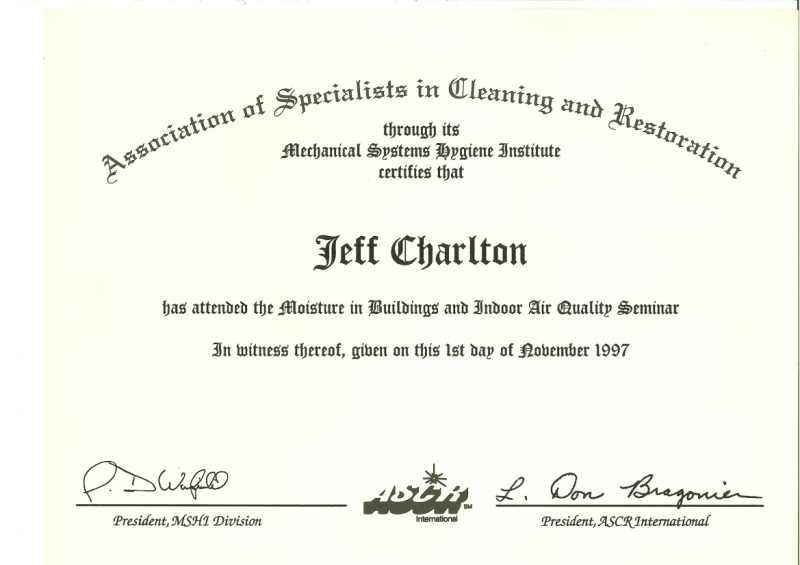 Association of Specialists in Cleaning and Restoration
through its
Mechanical Systems Hygiene Institute
certifies that
Jeff Charlton
has attended the Moisture in Buildings and Indoor Air Quality Seminar
In witness thereof, given on this 1st day of November 1997
L. Don Bragonier
President, MSHI Division
ASCR SM
International
President, ASCR International